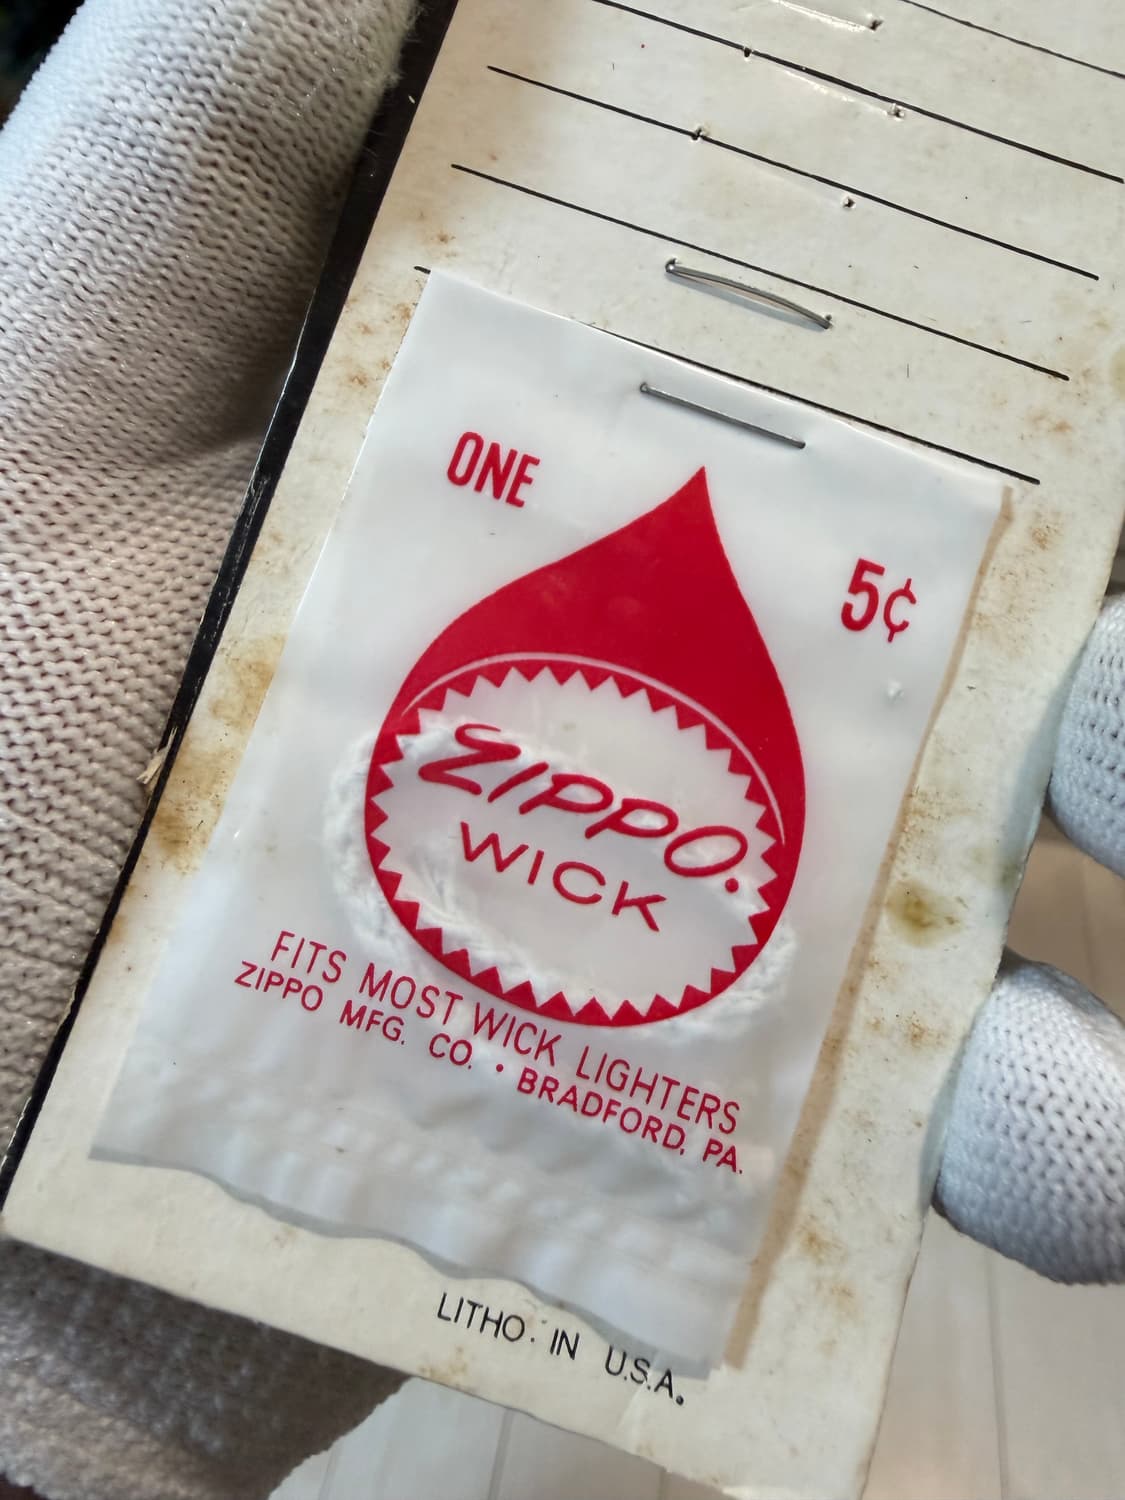 ONE
5¢
ZIPPO.
WICK
FITS MOST WICK LIGHTERS
ZIPPO MFG. CO. • BRADFORD, PA.
LITHO. IN U.S.A.